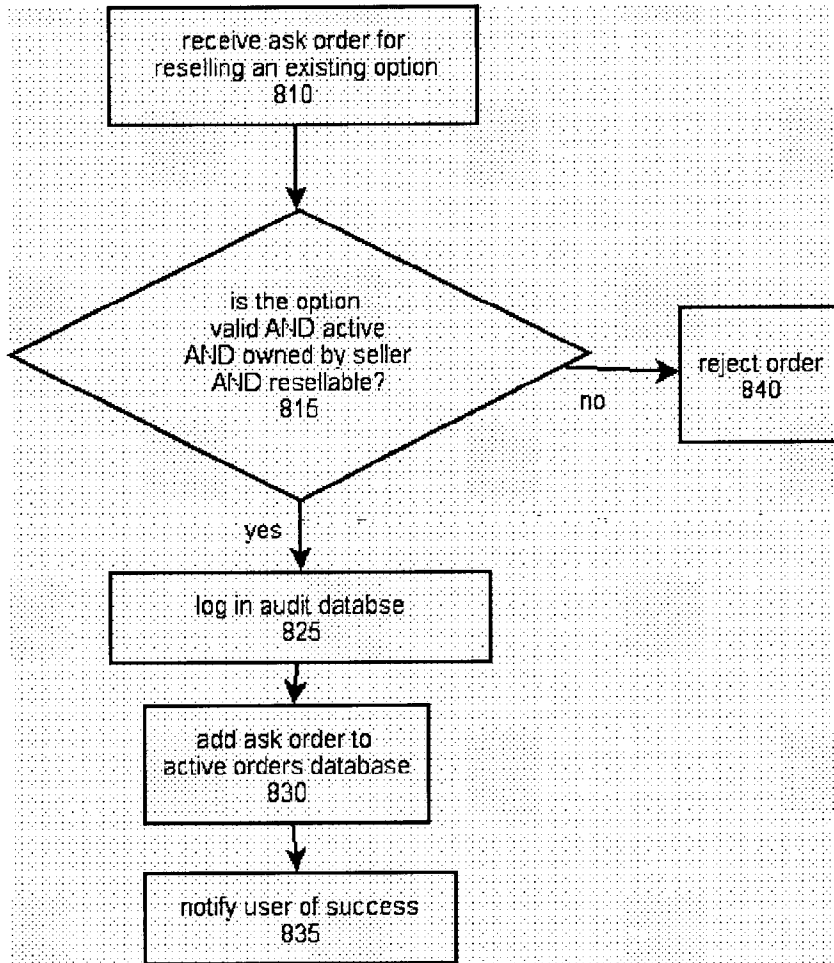 receive ask order for
reselling an existing option
810
is the option
valid AND active
AND owned by seller
AND resellable?
815
reject order
840
no
yes
log in audit databse
825
add ask order to
active orders database
830
notify user of success
835